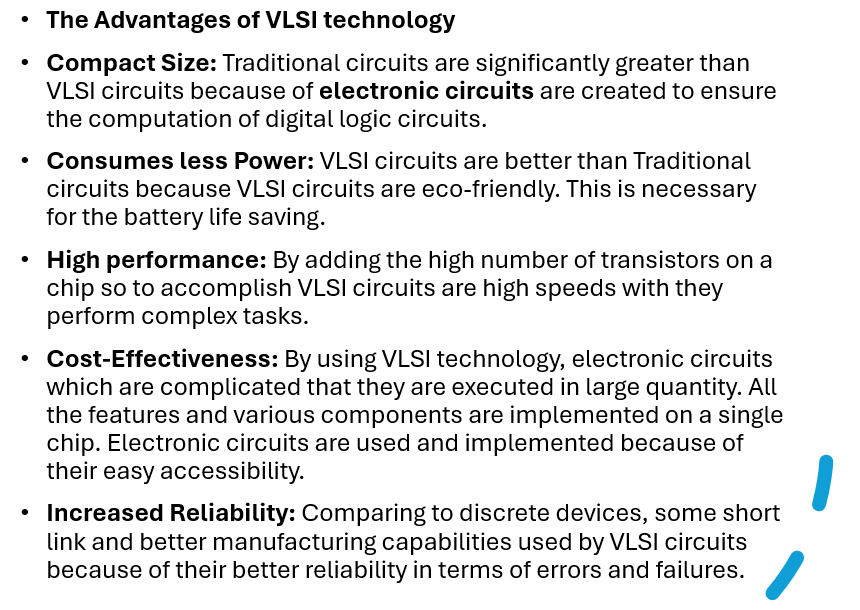 • The Advantages of VLSI technology
• Compact Size: Traditional circuits are significantly greater than
VLSI circuits because of electronic circuits are created to ensure
the computation of digital logic circuits.
• Consumes less Power: VLSI circuits are better than Traditional
circuits because VLSI circuits are eco-friendly. This is necessary
for the battery life saving.
• High performance: By adding the high number of transistors on a
chip so to accomplish VLSI circuits are high speeds with they
perform complex tasks.
• Cost-Effectiveness: By using VLSI technology, electronic circuits
which are complicated that they are executed in large quantity. All
the features and various components are implemented on a single
chip. Electronic circuits are used and implemented because of
their easy accessibility.
• Increased Reliability: Comparing to discrete devices, some short
link and better manufacturing capabilities used by VLSI circuits
because of their better reliability in terms of errors and failures.